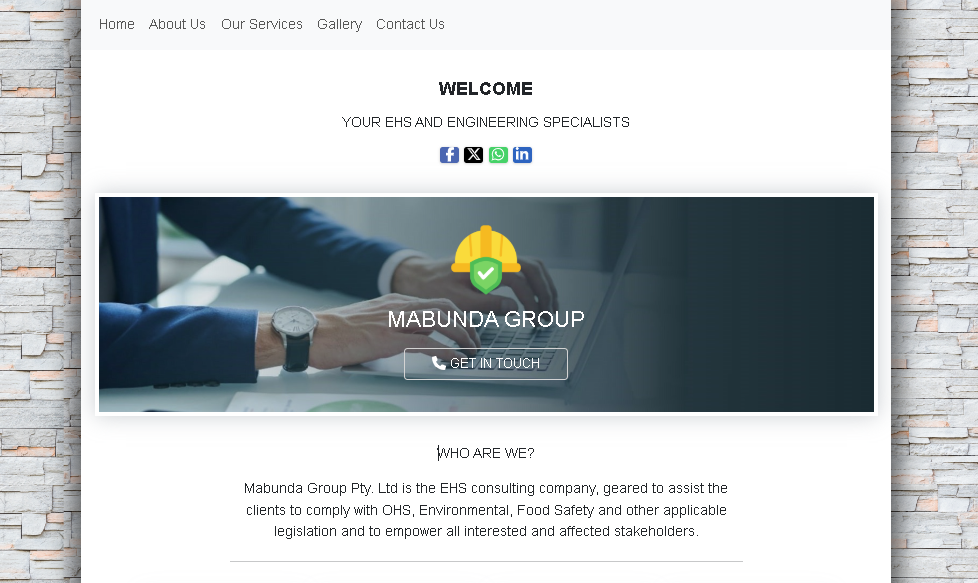 Home About Us Our Services Gallery Contact Us
WELCOME
YOUR EHS AND ENGINEERING SPECIALISTS
MABUNDA GROUP
GET IN TOUCH
WHO ARE WE?
Mabunda Group Pty. Ltd is the EHS consulting company, geared to assist the
clients to comply with OHS, Environmental, Food Safety and other applicable
legislation and to empower all interested and affected stakeholders.